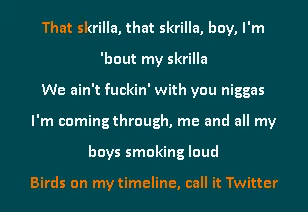 That skrilla, that skrilla, boy, I'm
'bout my skrilla
We ain't fuckin' with you niggas
I'm coming through, me and all my
boys smoking loud
Birds on my timeline, call it Twitter